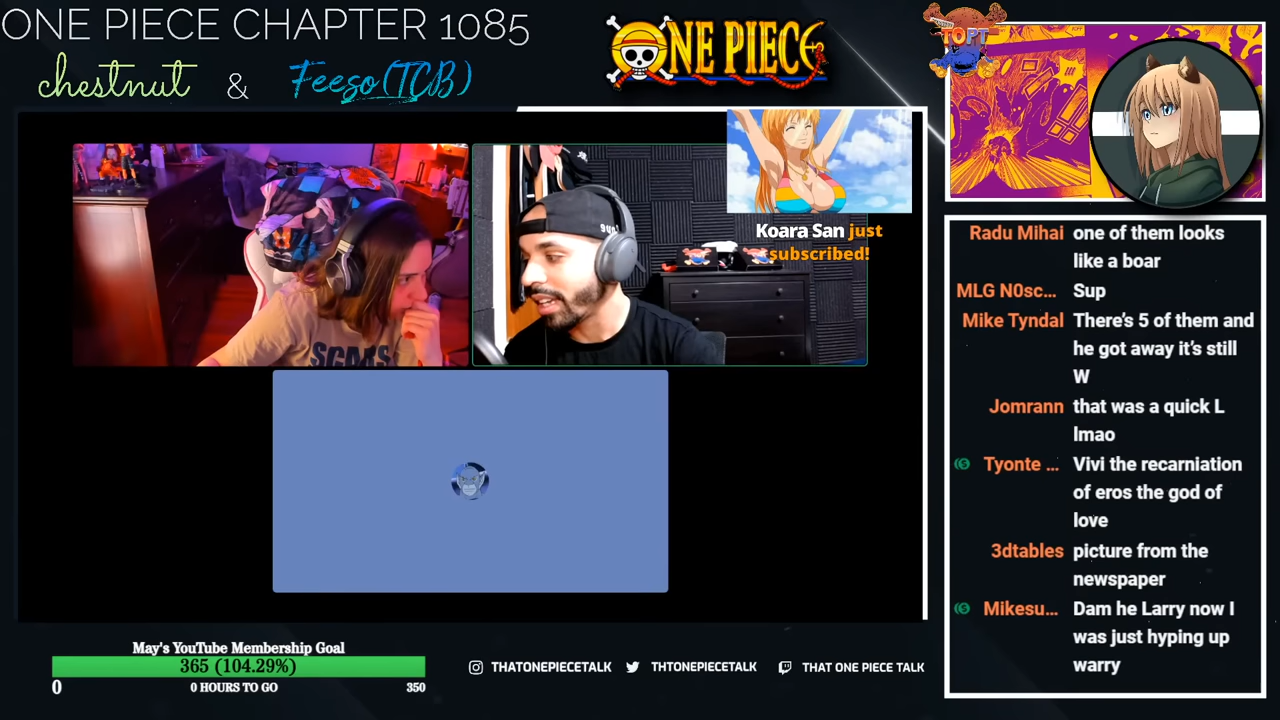 ONE PIECE CHAPTER 1085
chestnut & Feeso(TCB)
ONE PIECE
TOPT
Koara San just
subscribed!
SCARS
Radu Mihai one of them looks
like a boar
MLG N0sc... Sup
Mike Tyndal There's 5 of them and
he got away it's still
W
Jomrann that was a quick L
lmao
Tyonte ... Vivi the recarniation
of eros the god of
love
3dtables picture from the
newspaper
Mikesu... Dam he Larry now I
was just hyping up
warry
May's YouTube Membership Goal
365 (104.29%)
0 0 HOURS TO GO 350
THATONEPIECETALK THTONEPIECETALK THAT ONE PIECE TALK